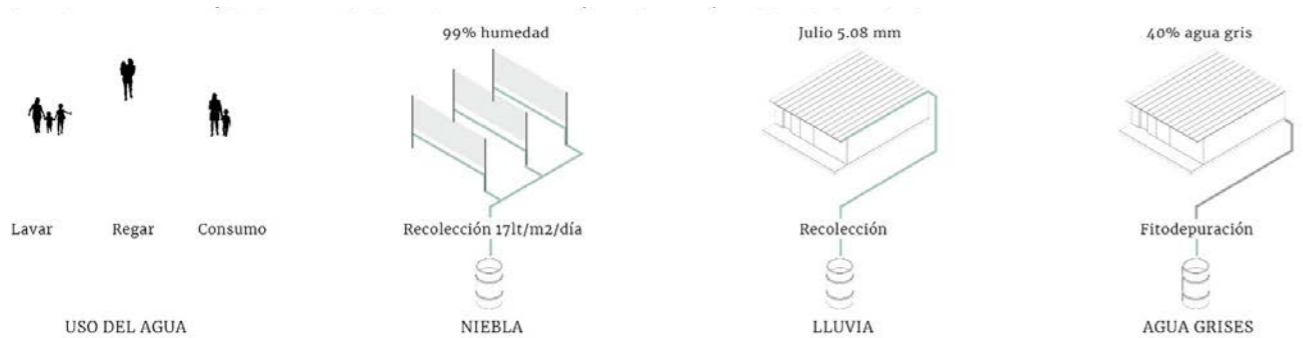 99% humedad
Julio 5.08 mm
40% agua gris
Lavar
Regar
Consumo
Recolección 17lt/m2/día
Recolección
Fitodepuración
USO DEL AGUA
NIEBLA
LLUVIA
AGUA GRISES